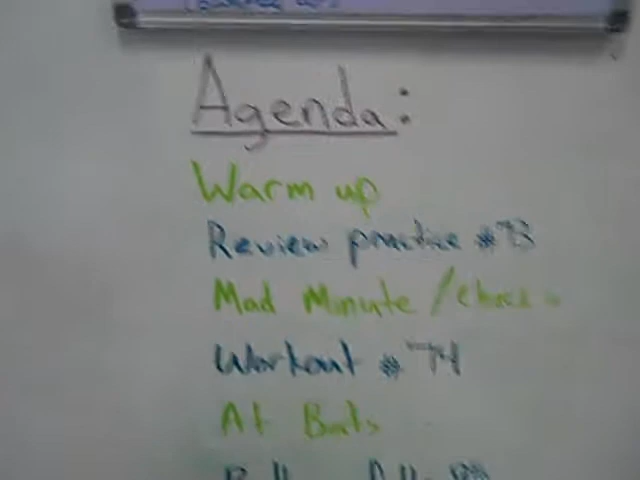 Agenda:
Warm up
Review practice #73
Mad Minute /
Workout #74
At Bats